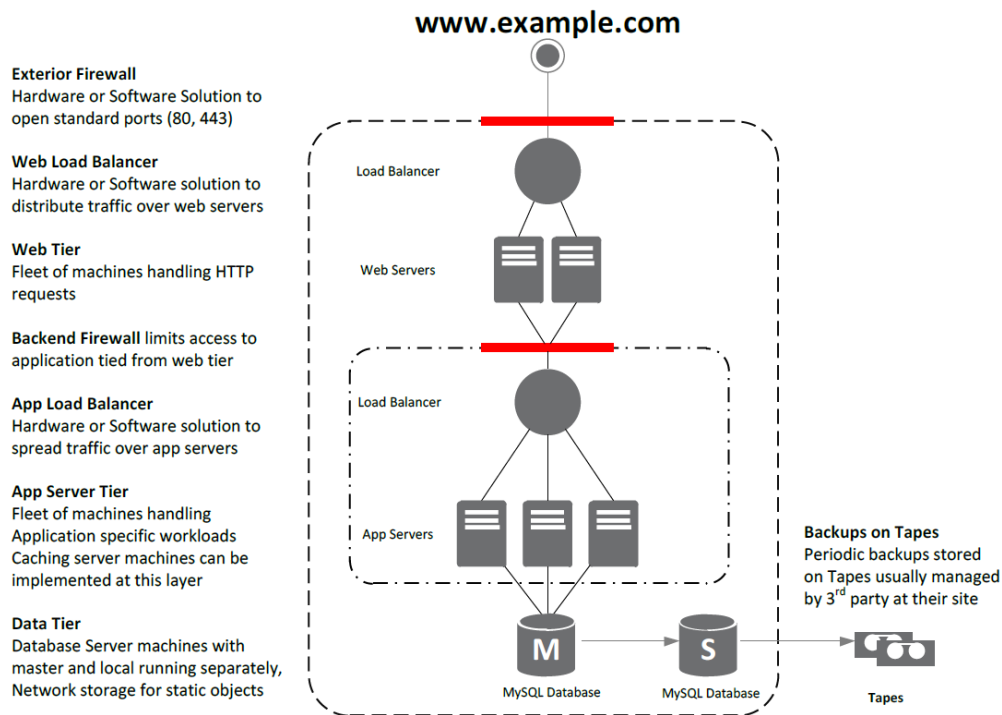 www.example.com
Exterior Firewall
Hardware or Software Solution to
open standard ports (80, 443)
Web Load Balancer
Hardware or Software solution to
distribute traffic over web servers
Web Tier
Fleet of machines handling HTTP
requests
Backend Firewall limits access to
application tied from web tier
App Load Balancer
Hardware or Software solution to
spread traffic over app servers
App Server Tier
Fleet of machines handling
Application specific workloads
Caching server machines can be
implemented at this layer
Data Tier
Database Server machines with
master and local running separately,
Network storage for static objects
Load Balancer
Web Servers
Load Balancer
App Servers
M
MySQL Database
S
MySQL Database
Backups on Tapes
Periodic backups stored
on Tapes usually managed
by 3rd party at their site
Tapes